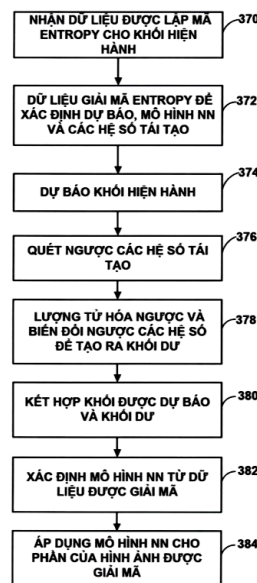 NHẬN DỮ LIỆU ĐƯỢC LẬP MÃ
ENTROPY CHO KHỐI HIỆN
HÀNH
370
DỮ LIỆU GIẢI MÃ ENTROPY ĐỂ
XÁC ĐỊNH DỰ BÁO, MÔ HÌNH NN
VÀ CÁC HỆ SỐ TÁI TẠO
372
DỰ BÁO KHỐI HIỆN HÀNH
374
QUÉT NGƯỢC CÁC HỆ SỐ TÁI
TẠO
376
LƯỢNG TỬ HÓA NGƯỢC VÀ
BIẾN ĐỔI NGƯỢC CÁC HỆ SỐ
ĐỂ TẠO RA KHỐI DƯ
378
KẾT HỢP KHỐI ĐƯỢC DỰ BÁO
VÀ KHỐI DƯ
380
XÁC ĐỊNH MÔ HÌNH NN TỪ DỮ
LIỆU ĐƯỢC GIẢI MÃ
382
ÁP DỤNG MÔ HÌNH NN CHO
PHẦN CỦA HÌNH ẢNH ĐƯỢC
GIẢI MÃ
384